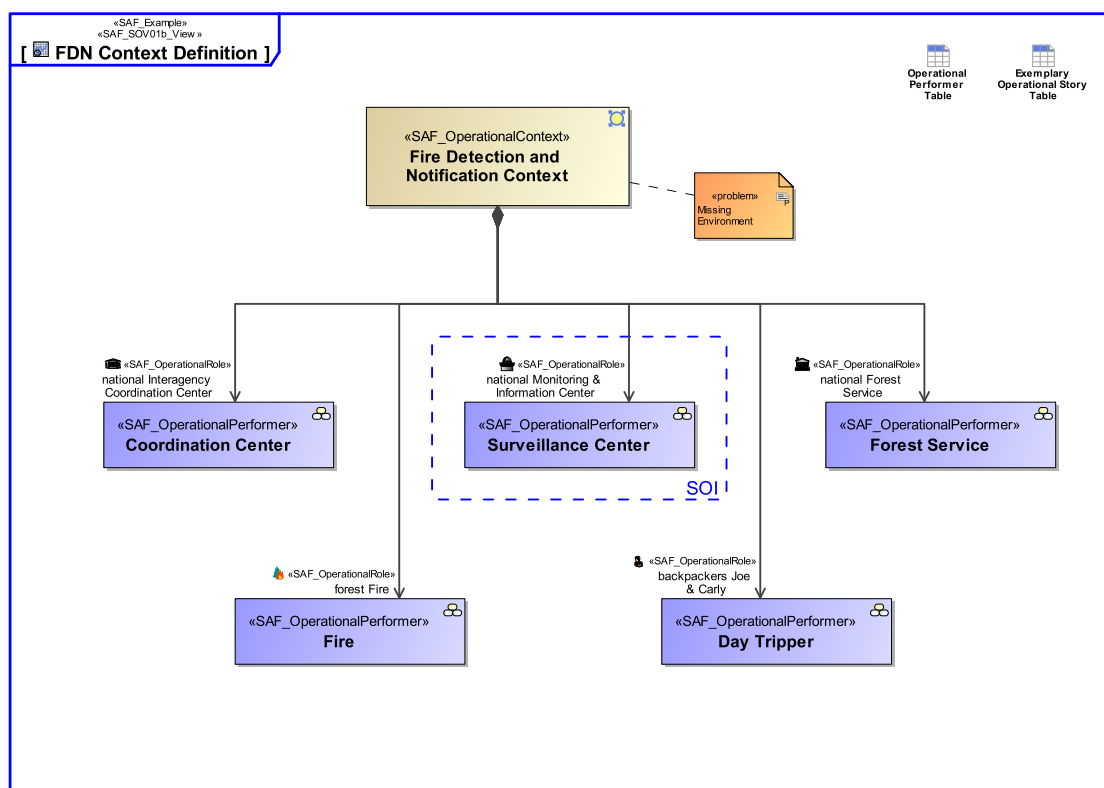 «SAF_Example»
«SAF_SOV01b_View »
[ FDN Context Definition ]
Operational
Performer
Table
Exemplary
Operational Story
Table
«SAF_OperationalContext»
Fire Detection and
Notification Context
«problem»
Missing
Environment
P
«SAF_OperationalRole»
national Interagency
Coordination Center
«SAF_OperationalPerformer»
Coordination Center
«SAF_OperationalRole»
national Monitoring &
Information Center
«SAF_OperationalPerformer»
Surveillance Center
SOI
«SAF_OperationalRole»
national Forest
Service
«SAF_OperationalPerformer»
Forest Service
«SAF_OperationalRole»
forest Fire
«SAF_OperationalPerformer»
Fire
«SAF_OperationalRole»
backpackers Joe
& Carly
«SAF_OperationalPerformer»
Day Tripper